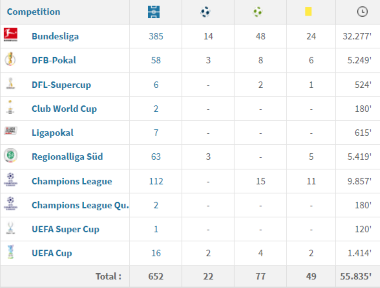 Competition
Bundesliga 385 14 48 24 32.277'
DFB-Pokal 58 3 8 6 5.249'
DFL-Supercup 6 - 2 1 524'
Club World Cup 2 - - - 180'
Ligapokal 7 - - - 615'
Regionalliga Süd 63 3 - 5 5.419'
Champions League 112 - 15 11 9.857'
Champions League Qu. 2 - - - 180'
UEFA Super Cup 1 - - - 120'
UEFA Cup 16 2 4 2 1.414'
Total : 652 22 77 49 55.835'